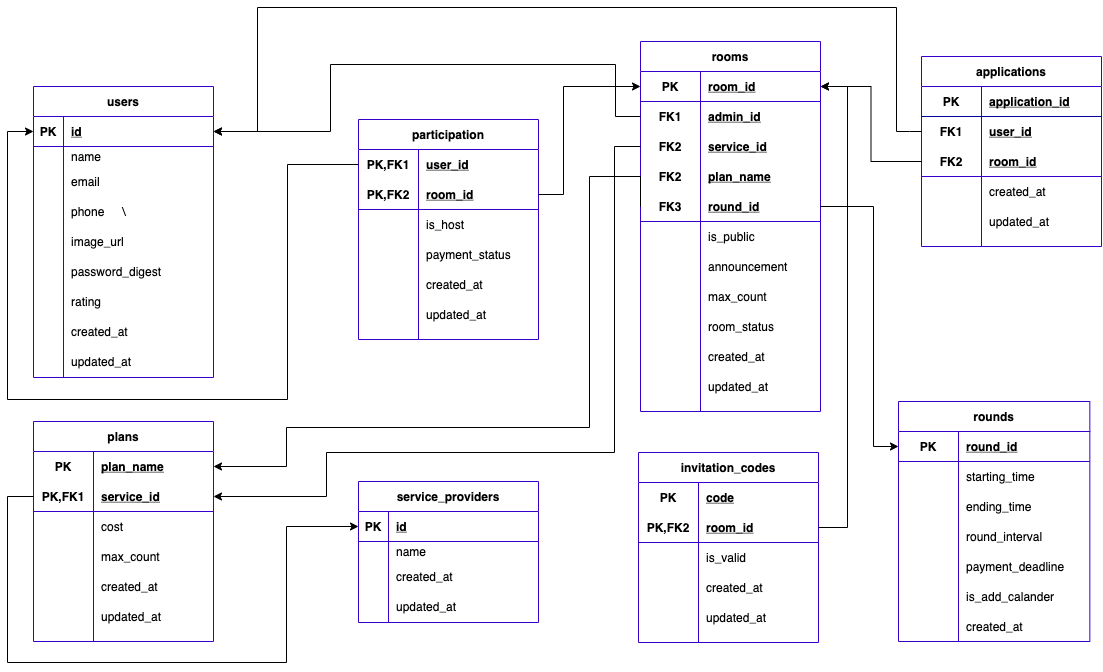 users
PK id
name
email
phone \
image_url
password_digest
rating
created_at
updated_at
participation
PK,FK1 user_id
PK,FK2 room_id
is_host
payment_status
created_at
updated_at
rooms
PK room_id
FK1 admin_id
FK2 service_id
FK2 plan_name
FK3 round_id
is_public
announcement
max_count
room_status
created_at
updated_at
applications
PK application_id
FK1 user_id
FK2 room_id
created_at
updated_at
plans
PK plan_name
PK,FK1 service_id
cost
max_count
created_at
updated_at
service_providers
PK id
name
created_at
updated_at
invitation_codes
PK code
PK,FK2 room_id
is_valid
created_at
updated_at
rounds
PK round_id
starting_time
ending_time
round_interval
payment_deadline
is_add_calander
created_at